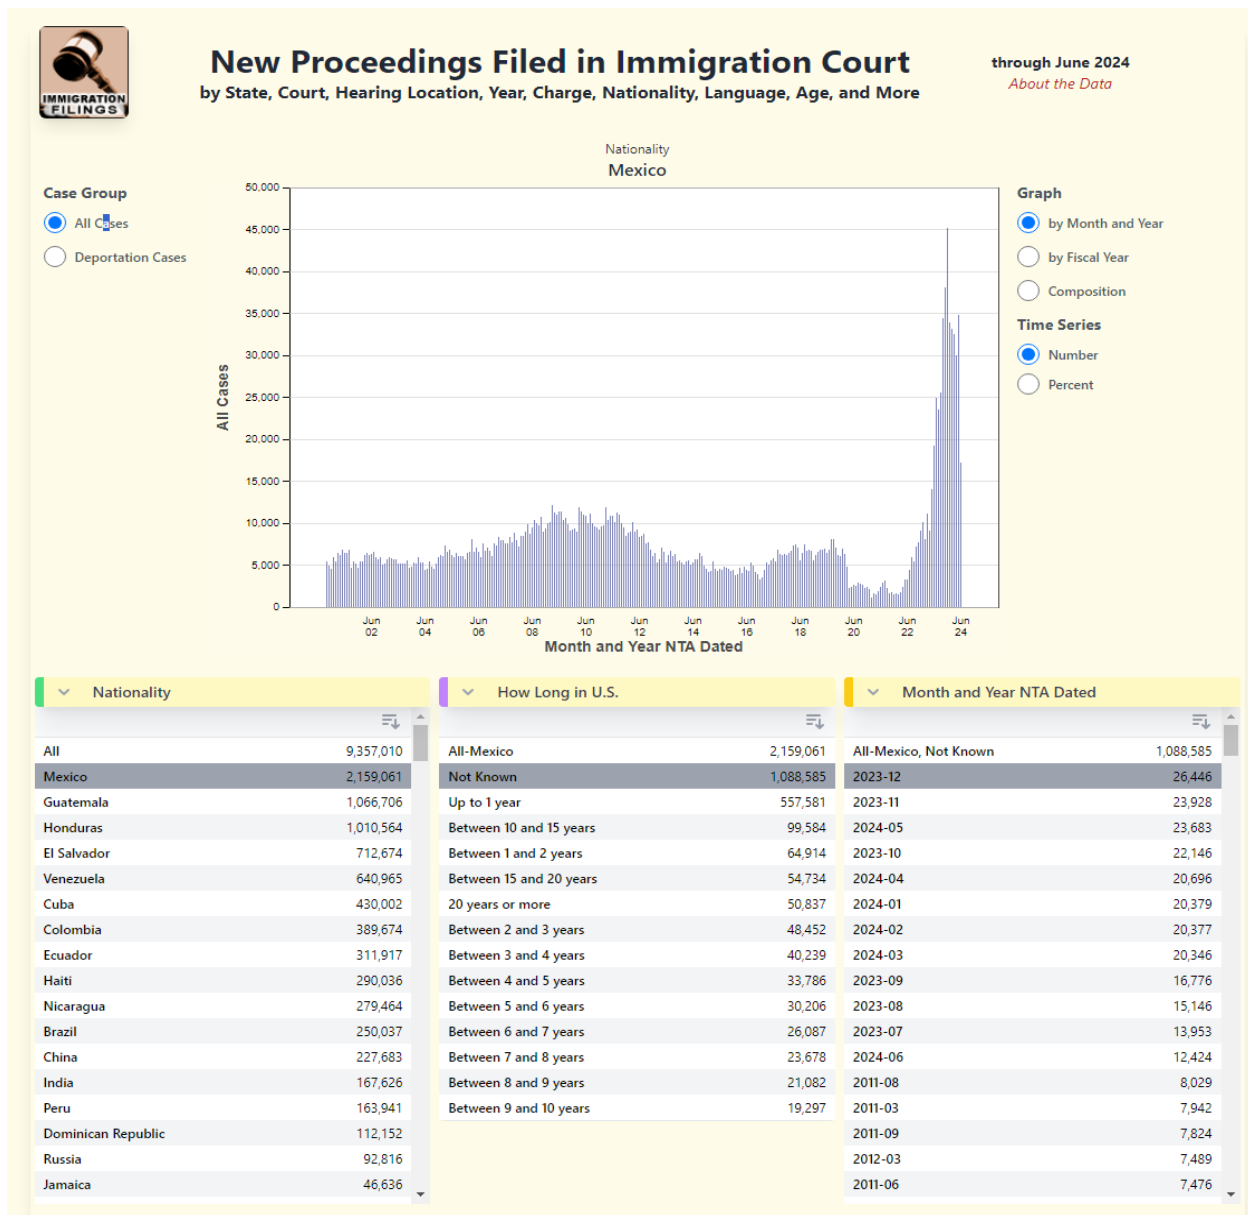 IMMIGRATION
FILINGS
New Proceedings Filed in Immigration Court
by State, Court, Hearing Location, Year, Charge, Nationality, Language, Age, and More
through June 2024
About the Data
Nationality
Mexico
Case Group
All Cases
Deportation Cases
50,000
45,000
40,000
35,000
30,000
25,000
20,000
15,000
10,000
5,000
0
All Cases
Jun 02 Jun 04 Jun 06 Jun 08 Jun 10 Jun 12 Jun 14 Jun 16 Jun 18 Jun 20 Jun 22 Jun 24
Month and Year NTA Dated
Graph
by Month and Year
by Fiscal Year
Composition
Time Series
Number
Percent
Nationality
All 9,357,010
Mexico 2,159,061
Guatemala 1,066,706
Honduras 1,010,564
El Salvador 712,674
Venezuela 640,965
Cuba 430,002
Colombia 389,674
Ecuador 311,917
Haiti 290,036
Nicaragua 279,464
Brazil 250,037
China 227,683
India 167,626
Peru 163,941
Dominican Republic 112,152
Russia 92,816
Jamaica 46,636
How Long in U.S.
All-Mexico 2,159,061
Not Known 1,088,585
Up to 1 year 557,581
Between 10 and 15 years 99,584
Between 1 and 2 years 64,914
Between 15 and 20 years 54,734
20 years or more 50,837
Between 2 and 3 years 48,452
Between 3 and 4 years 40,239
Between 4 and 5 years 33,786
Between 5 and 6 years 30,206
Between 6 and 7 years 26,087
Between 7 and 8 years 23,678
Between 8 and 9 years 21,082
Between 9 and 10 years 19,297
Month and Year NTA Dated
All-Mexico, Not Known 1,088,585
2023-12 26,446
2023-11 23,928
2024-05 23,683
2023-10 22,146
2024-04 20,696
2024-01 20,379
2024-02 20,377
2024-03 20,346
2023-09 16,776
2023-08 15,146
2023-07 13,953
2024-06 12,424
2011-08 8,029
2011-03 7,942
2011-09 7,824
2012-03 7,489
2011-06 7,476